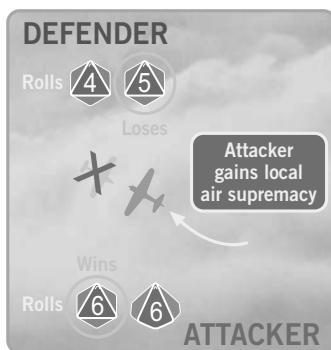 DEFENDER
Rolls 4 5
Loses
Attacker
gains local
air supremacy
Wins
Rolls 6 6
ATTACKER